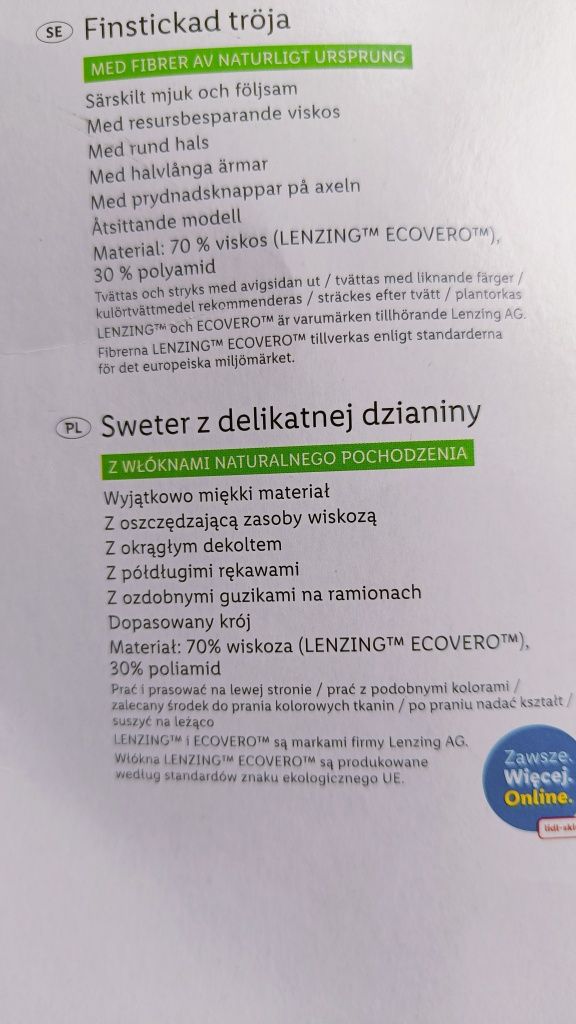 SE Finstickad tröja
MED FIBRER AV NATURLIGT URSPRUNG
Särskilt mjuk och följsam
Med resursbesparande viskos
Med rund hals
Med halvlånga ärmar
Med prydnadsknappar på axeln
Åtsittande modell
Material: 70 % viskos (LENZING™ ECOVERO™),
30 % polyamid
Tvättas och stryks med avigsidan ut / tvättas med liknande färger /
kulörtvättmedel rekommenderas / sträckes efter tvätt / plantorkas
LENZING™ och ECOVERO™ är varumärken tillhörande Lenzing AG.
Fibrerna LENZING™ ECOVERO™ tillverkas enligt standarderna
för det europeiska miljömärket.
PL Sweter z delikatnej dzianiny
Z WŁÓKNAMI NATURALNEGO POCHODZENIA
Wyjątkowo miękki materiał
Z oszczędzającą zasoby wiskozą
Z okrągłym dekoltem
Z półdługimi rękawami
Z ozdobnymi guzikami na ramionach
Dopasowany krój
Materiał: 70% wiskoza (LENZING™ ECOVERO™),
30% poliamid
Prać i prasować na lewej stronie / prać z podobnymi kolorami /
zalecany środek do prania kolorowych tkanin / po praniu nadać kształt /
suszyć na leżąco
LENZING™ i ECOVERO™ są markami firmy Lenzing AG.
Włókna LENZING™ ECOVERO™ są produkowane
według standardów znaku ekologicznego UE.
Zawsze.
Więcej.
Online.